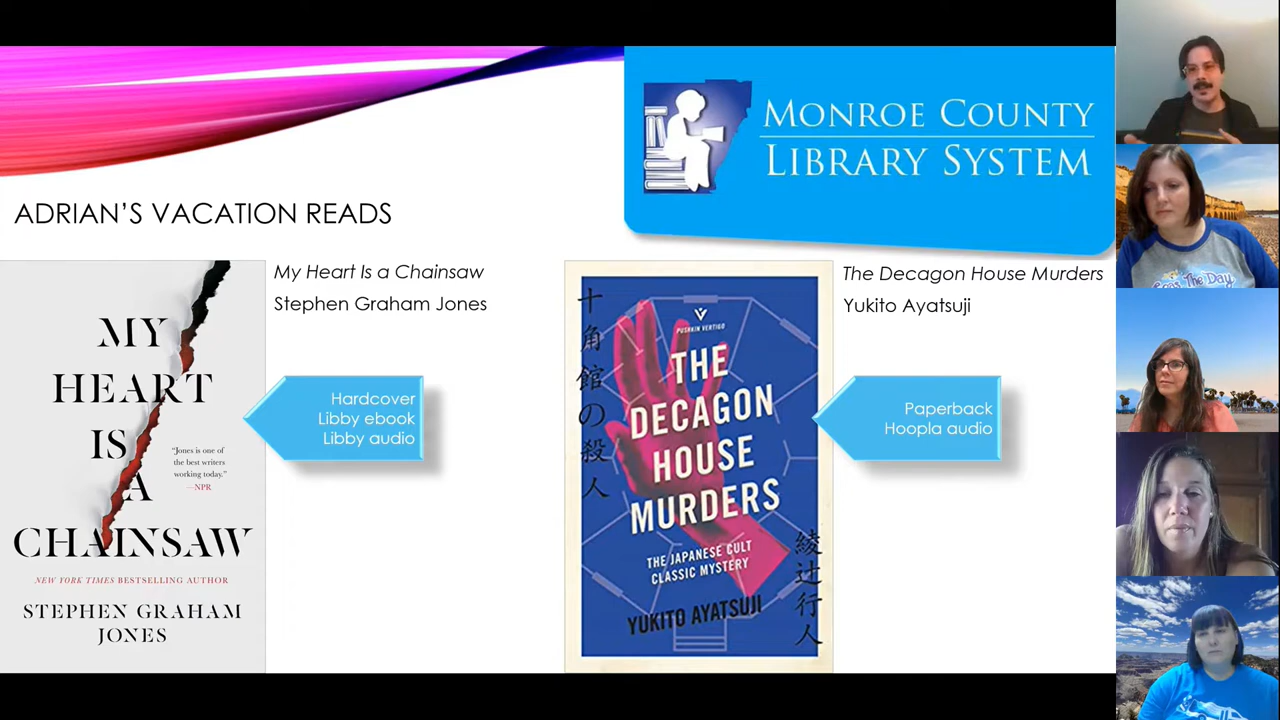 MONROE COUNTY
LIBRARY SYSTEM
ADRIAN'S VACATION READS
My Heart Is a Chainsaw
Stephen Graham Jones
Hardcover
Libby ebook
Libby audio
MY
HEART
IS
A
CHAINSAW
"Jones is one of
the best writers
working today."
—NPR
NEW YORK TIMES BESTSELLING AUTHOR
STEPHEN GRAHAM
JONES
The Decagon House Murders
Yukito Ayatsuji
Paperback
Hoopla audio
十角館の殺人
PUSHKIN VERTIGO
THE
DECAGON
HOUSE
MURDERS
THE JAPANESE CULT
CLASSIC MYSTERY
YUKITO AYATSUJI
綾辻行人
The Day